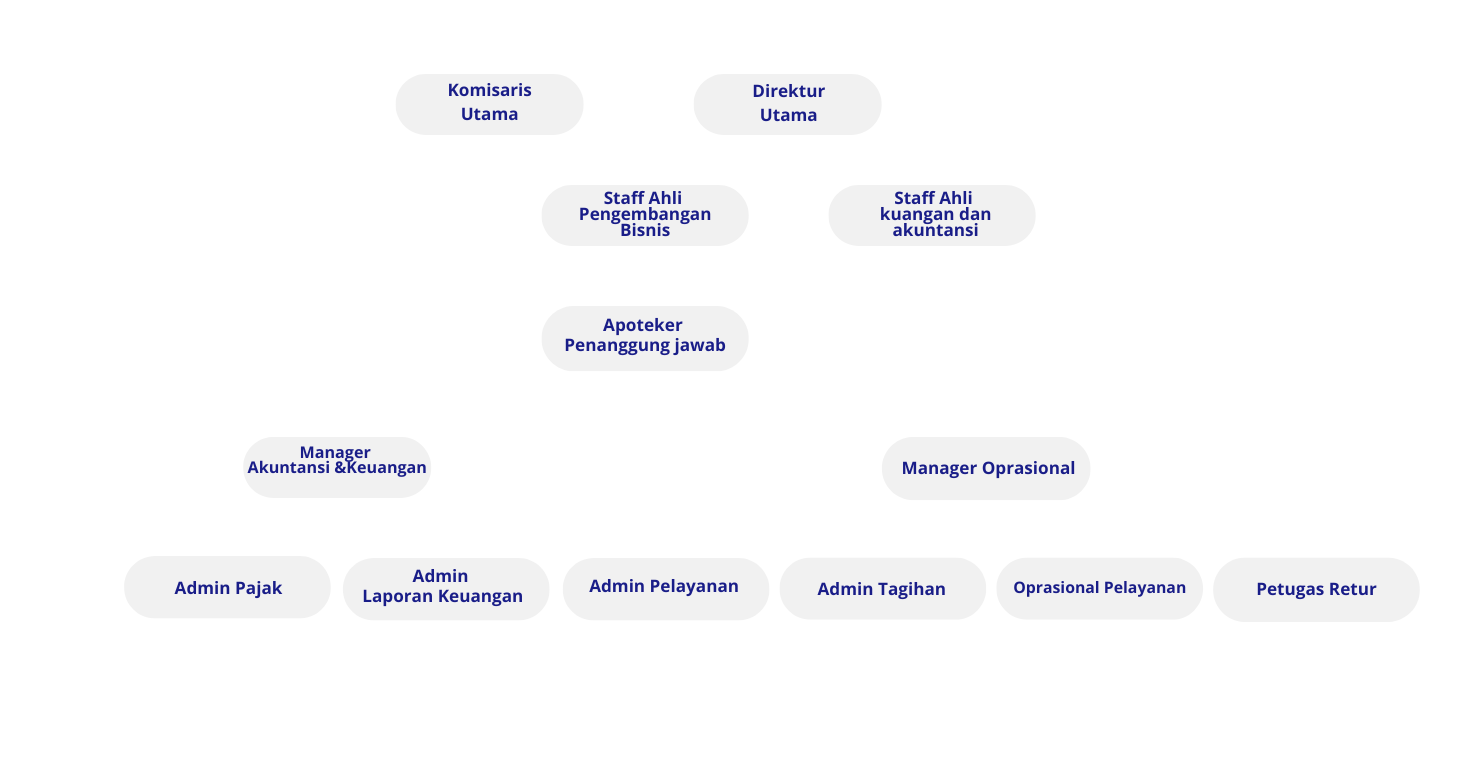 Komisaris
Utama
Direktur
Utama
Staff Ahli
Pengembangan
Bisnis
Staff Ahli
kuangan dan
akuntansi
Apoteker
Penanggung jawab
Manager
Akuntansi &Keuangan
Manager Oprasional
Admin Pajak
Admin
Laporan Keuangan
Admin Pelayanan
Admin Tagihan
Oprasional Pelayanan
Petugas Retur